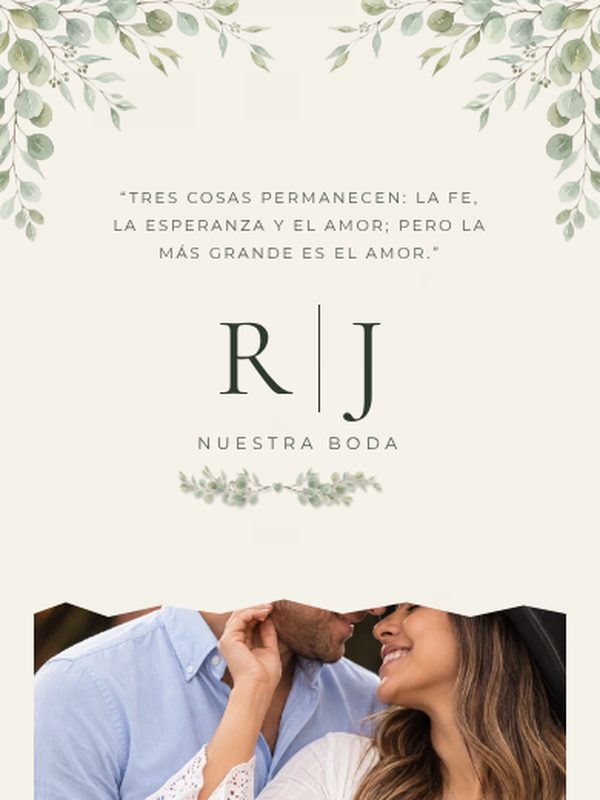 “TRES COSAS PERMANECEN: LA FE,
LA ESPERANZA Y EL AMOR; PERO LA
MÁS GRANDE ES EL AMOR.”
R | J
NUESTRA BODA